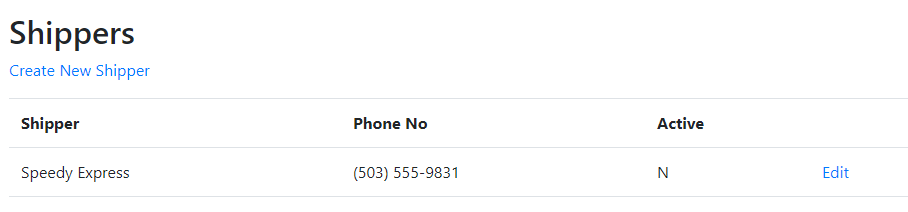 Shippers
Create New Shipper
Shipper Phone No Active
Speedy Express (503) 555-9831 N Edit